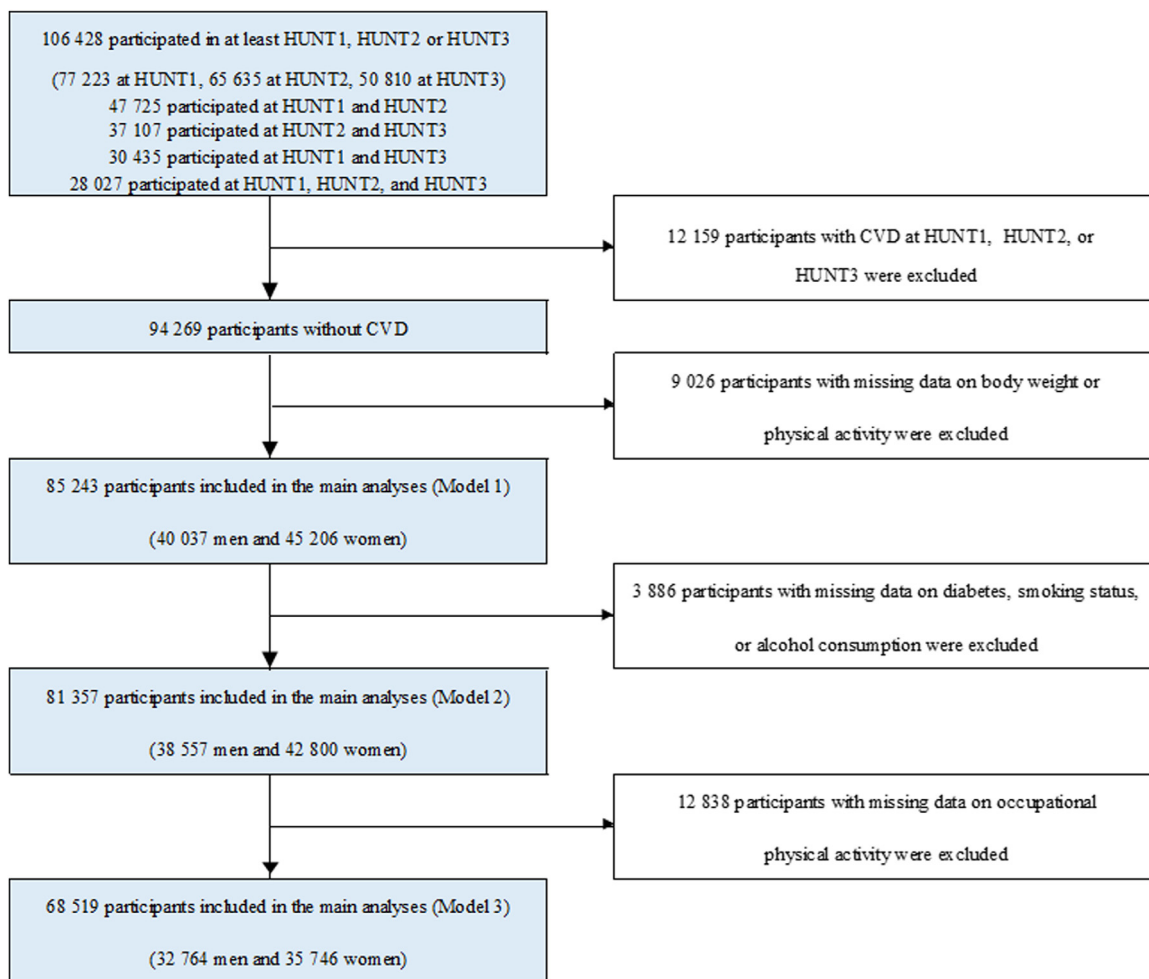 106 428 participated in at least HUNT1, HUNT2 or HUNT3
(77 223 at HUNT1, 65 635 at HUNT2, 50 810 at HUNT3)
47 725 participated at HUNT1 and HUNT2
37 107 participated at HUNT2 and HUNT3
30 435 participated at HUNT1 and HUNT3
28 027 participated at HUNT1, HUNT2, and HUNT3
12 159 participants with CVD at HUNT1, HUNT2, or
HUNT3 were excluded
94 269 participants without CVD
9 026 participants with missing data on body weight or
physical activity were excluded
85 243 participants included in the main analyses (Model 1)
(40 037 men and 45 206 women)
3 886 participants with missing data on diabetes, smoking status,
or alcohol consumption were excluded
81 357 participants included in the main analyses (Model 2)
(38 557 men and 42 800 women)
12 838 participants with missing data on occupational
physical activity were excluded
68 519 participants included in the main analyses (Model 3)
(32 764 men and 35 746 women)